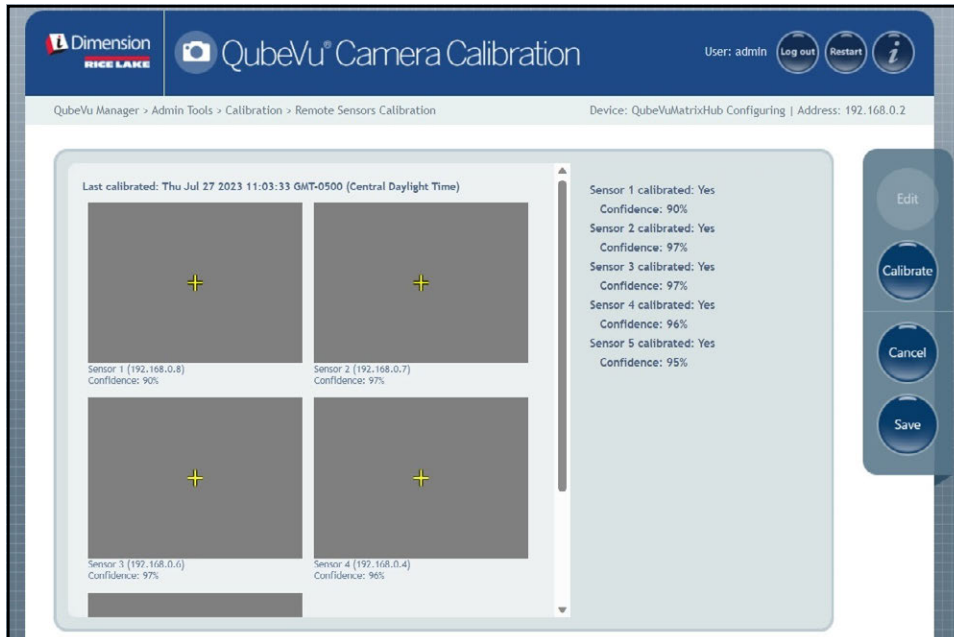 iDimension
RICE LAKE
QubeVu® Camera Calibration
User: admin
Log out
Restart
i
QubeVu Manager > Admin Tools > Calibration > Remote Sensors Calibration
Device: QubeVuMatrixHub Configuring | Address: 192.168.0.2
Last calibrated: Thu Jul 27 2023 11:03:33 GMT-0500 (Central Daylight Time)
Sensor 1 (192.168.0.8)
Confidence: 90%
Sensor 2 (192.168.0.7)
Confidence: 97%
Sensor 3 (192.168.0.6)
Confidence: 97%
Sensor 4 (192.168.0.4)
Confidence: 96%
Sensor 1 calibrated: Yes
Confidence: 90%
Sensor 2 calibrated: Yes
Confidence: 97%
Sensor 3 calibrated: Yes
Confidence: 97%
Sensor 4 calibrated: Yes
Confidence: 96%
Sensor 5 calibrated: Yes
Confidence: 95%
Edit
Calibrate
Cancel
Save